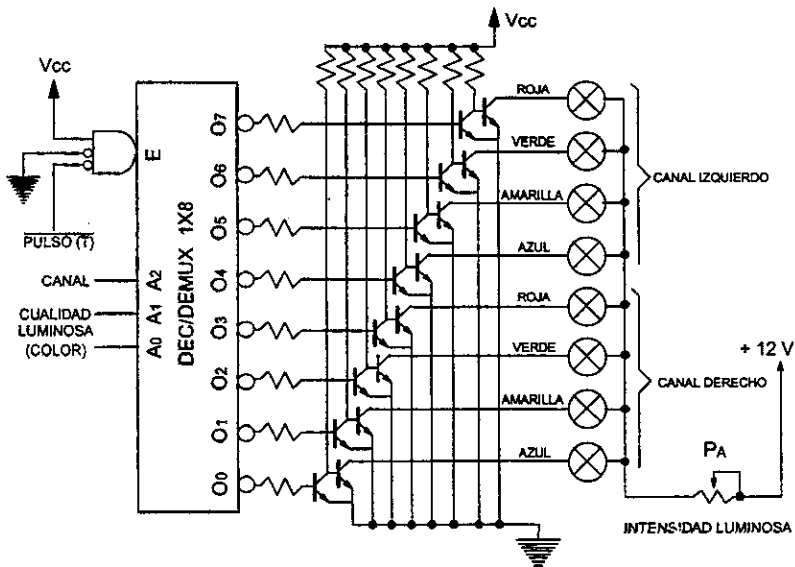 Vcc
Vcc
ROJA
O7
VERDE
E
O6
CANAL IZQUIERDO
AMARILLA
DEC/DEMUX 1X8
O5
PULSO (T)
AZUL
CANAL
A2
O4
ROJA
CUALIDAD
LUMINOSA
(COLOR)
A1
A0
O3
VERDE
+ 12 V
O2
CANAL DERECHO
AMARILLA
O1
PA
AZUL
O0
INTENSIDAD LUMINOSA